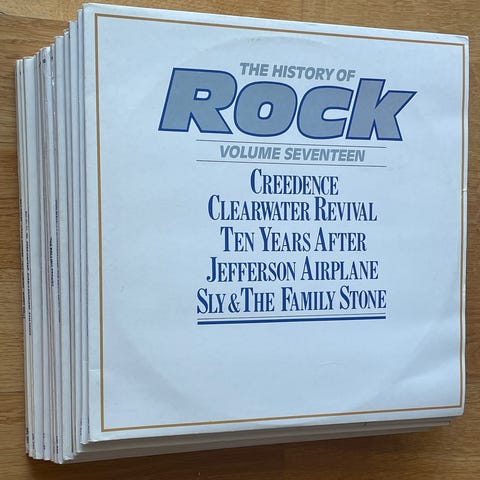 THE HISTORY OF
Rock
VOLUME SEVENTEEN
CREEDENCE
CLEARWATER REVIVAL
TEN YEARS AFTER
JEFFERSON AIRPLANE
SLY & THE FAMILY STONE